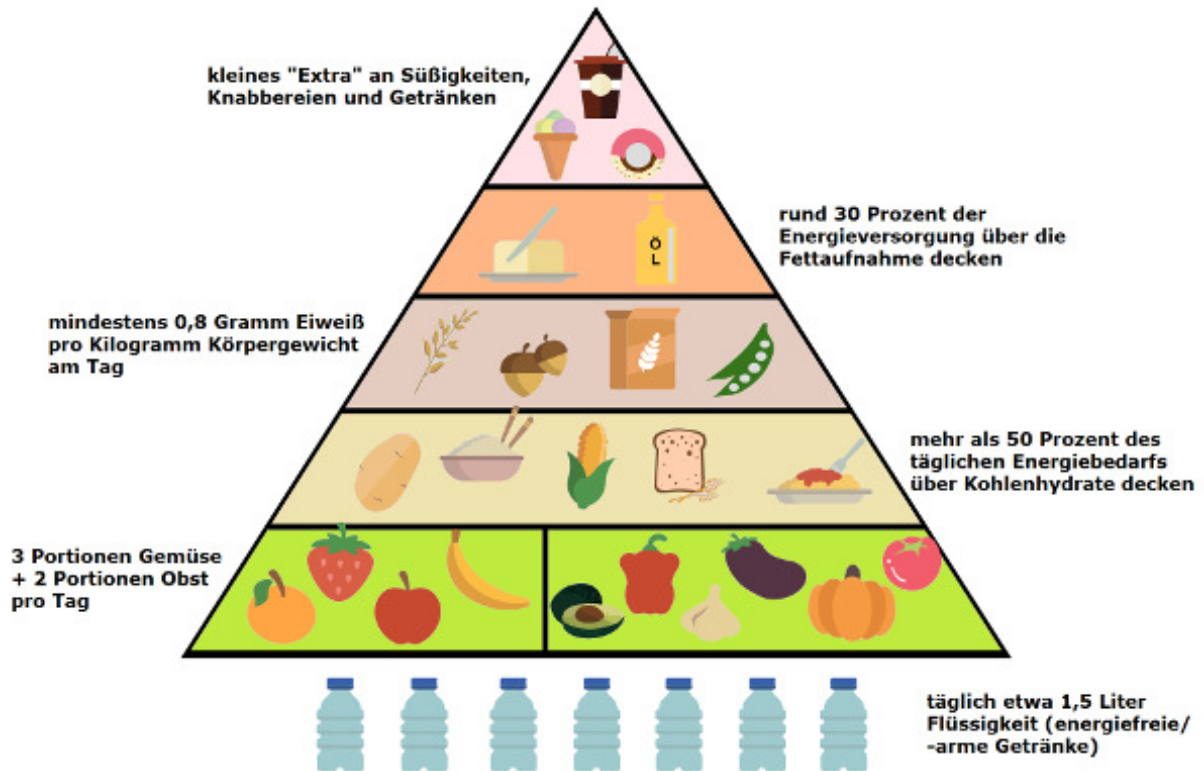 kleines "Extra" an Süßigkeiten,
Knabbereien und Getränken
rund 30 Prozent der
Energieversorgung über die
Fettaufnahme decken
ÖL
mindestens 0,8 Gramm Eiweiß
pro Kilogramm Körpergewicht
am Tag
mehr als 50 Prozent des
täglichen Energiebedarfs
über Kohlenhydrate decken
3 Portionen Gemüse
+ 2 Portionen Obst
pro Tag
täglich etwa 1,5 Liter
Flüssigkeit (energiefreie/
-arme Getränke)